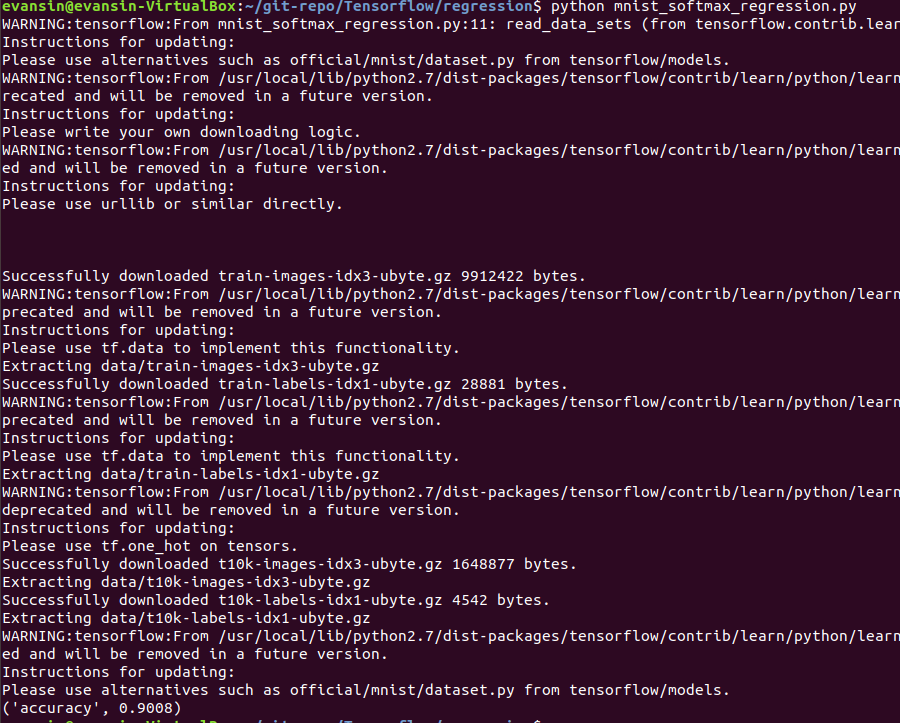 evansin@evansin-VirtualBox:~/git-repo/Tensorflow/regression$ python mnist_softmax_regression.py
WARNING:tensorflow:From mnist_softmax_regression.py:11: read_data_sets (from tensorflow.contrib.lear
Instructions for updating:
Please use alternatives such as official/mnist/dataset.py from tensorflow/models.
WARNING:tensorflow:From /usr/local/lib/python2.7/dist-packages/tensorflow/contrib/learn/python/learn
recated and will be removed in a future version.
Instructions for updating:
Please write your own downloading logic.
WARNING:tensorflow:From /usr/local/lib/python2.7/dist-packages/tensorflow/contrib/learn/python/learn
ed and will be removed in a future version.
Instructions for updating:
Please use urllib or similar directly.
Successfully downloaded train-images-idx3-ubyte.gz 9912422 bytes.
WARNING:tensorflow:From /usr/local/lib/python2.7/dist-packages/tensorflow/contrib/learn/python/learn
precated and will be removed in a future version.
Instructions for updating:
Please use tf.data to implement this functionality.
Extracting data/train-images-idx3-ubyte.gz
Successfully downloaded train-labels-idx1-ubyte.gz 28881 bytes.
WARNING:tensorflow:From /usr/local/lib/python2.7/dist-packages/tensorflow/contrib/learn/python/learn
precated and will be removed in a future version.
Instructions for updating:
Please use tf.data to implement this functionality.
Extracting data/train-labels-idx1-ubyte.gz
WARNING:tensorflow:From /usr/local/lib/python2.7/dist-packages/tensorflow/contrib/learn/python/learn
deprecated and will be removed in a future version.
Instructions for updating:
Please use tf.one_hot on tensors.
Successfully downloaded t10k-images-idx3-ubyte.gz 1648877 bytes.
Extracting data/t10k-images-idx3-ubyte.gz
Successfully downloaded t10k-labels-idx1-ubyte.gz 4542 bytes.
Extracting data/t10k-labels-idx1-ubyte.gz
WARNING:tensorflow:From /usr/local/lib/python2.7/dist-packages/tensorflow/contrib/learn/python/learn
ed and will be removed in a future version.
Instructions for updating:
Please use alternatives such as official/mnist/dataset.py from tensorflow/models.
('accuracy', 0.9008)